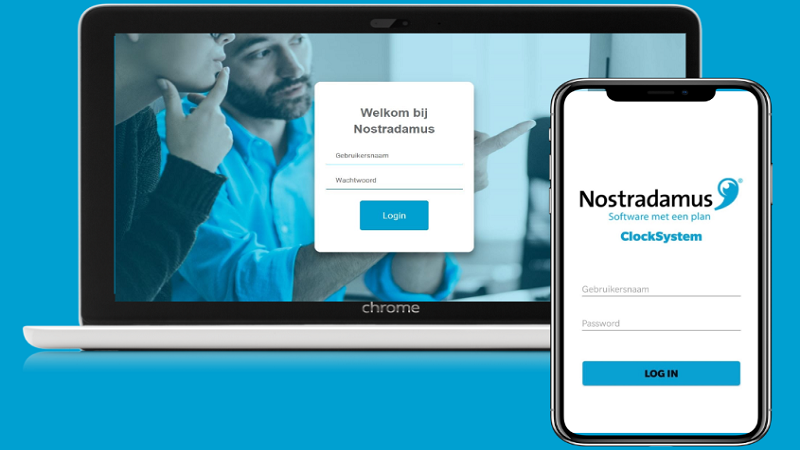 Welkom bij
Nostradamus
Gebruikersnaam
Wachtwoord
Login
chrome
Nostradamus®
Software met een plan
ClockSystem
Gebruikersnaam
Password
LOG IN